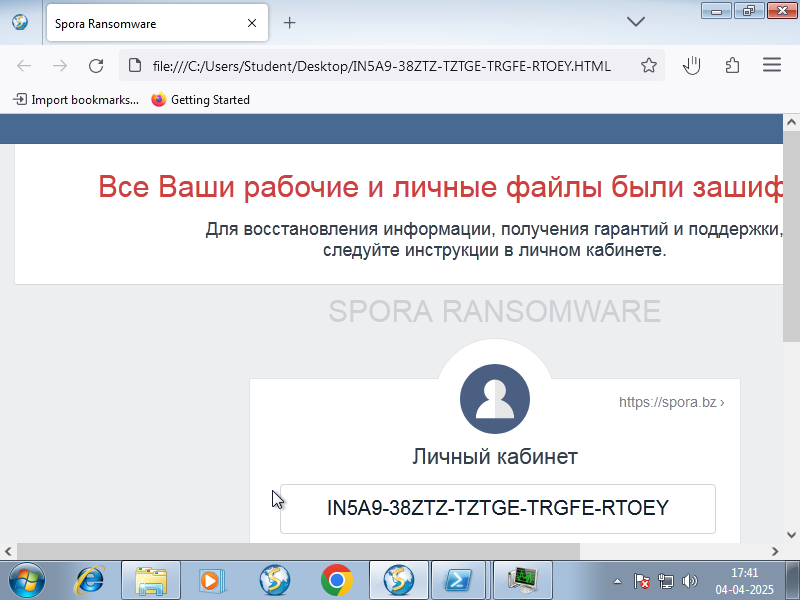 Spora Ransomware
file:///C:/Users/Student/Desktop/IN5A9-38ZTZ-TZTGE-TRGFE-RTOEY.HTML
Import bookmarks...
Getting Started
Все Ваши рабочие и личные файлы были зашиф
Для восстановления информации, получения гарантий и поддержки,
следуйте инструкции в личном кабинете.
SPORA RANSOMWARE
https://spora.bz ›
Личный кабинет
IN5A9-38ZTZ-TZTGE-TRGFE-RTOEY
17:41
04-04-2025